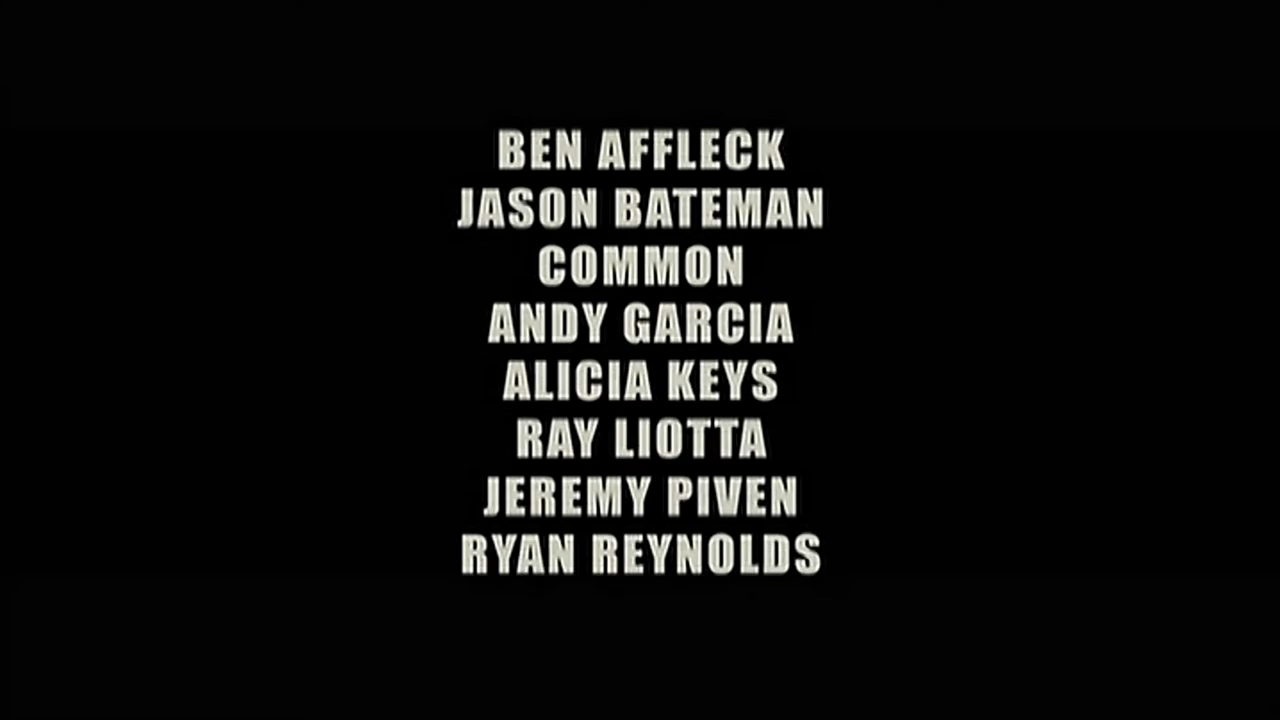 BEN AFFLECK
JASON BATEMAN
COMMON
ANDY GARCIA
ALICIA KEYS
RAY LIOTTA
JEREMY PIVEN
RYAN REYNOLDS